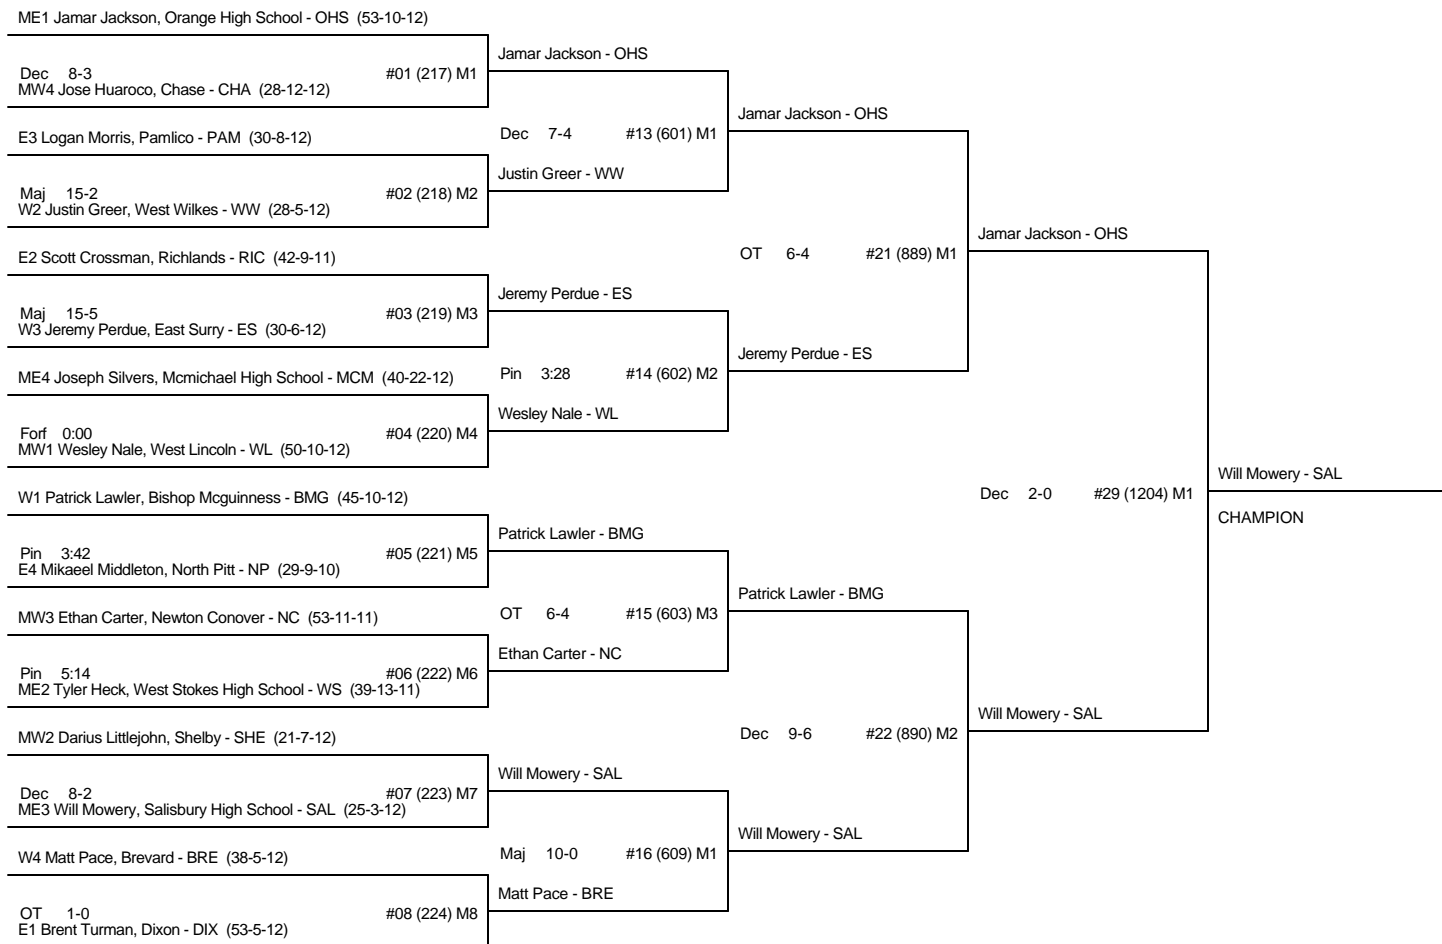 ME1 Jamar Jackson, Orange High School - OHS (53-10-12)
Jamar Jackson - OHS
Dec 8-3 #01 (217) M1
MW4 Jose Huaroco, Chase - CHA (28-12-12)
Jamar Jackson - OHS
E3 Logan Morris, Pamlico - PAM (30-8-12)
Dec 7-4 #13 (601) M1
Justin Greer - WW
Maj 15-2 #02 (218) M2
W2 Justin Greer, West Wilkes - WW (28-5-12)
Jamar Jackson - OHS
E2 Scott Crossman, Richlands - RIC (42-9-11)
OT 6-4 #21 (889) M1
Jeremy Perdue - ES
Maj 15-5 #03 (219) M3
W3 Jeremy Perdue, East Surry - ES (30-6-12)
Jeremy Perdue - ES
ME4 Joseph Silvers, Mcmichael High School - MCM (40-22-12)
Pin 3:28 #14 (602) M2
Wesley Nale - WL
Forf 0:00 #04 (220) M4
MW1 Wesley Nale, West Lincoln - WL (50-10-12)
Will Mowery - SAL
W1 Patrick Lawler, Bishop Mcguinness - BMG (45-10-12)
Dec 2-0 #29 (1204) M1
CHAMPION
Patrick Lawler - BMG
Pin 3:42 #05 (221) M5
E4 Mikaeel Middleton, North Pitt - NP (29-9-10)
Patrick Lawler - BMG
MW3 Ethan Carter, Newton Conover - NC (53-11-11)
OT 6-4 #15 (603) M3
Ethan Carter - NC
Pin 5:14 #06 (222) M6
ME2 Tyler Heck, West Stokes High School - WS (39-13-11)
Will Mowery - SAL
MW2 Darius Littlejohn, Shelby - SHE (21-7-12)
Dec 9-6 #22 (890) M2
Will Mowery - SAL
Dec 8-2 #07 (223) M7
ME3 Will Mowery, Salisbury High School - SAL (25-3-12)
Will Mowery - SAL
W4 Matt Pace, Brevard - BRE (38-5-12)
Maj 10-0 #16 (609) M1
Matt Pace - BRE
OT 1-0 #08 (224) M8
E1 Brent Turman, Dixon - DIX (53-5-12)